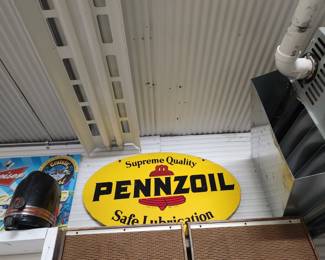 Supreme Quality
PENNZOIL
Safe Lubrication